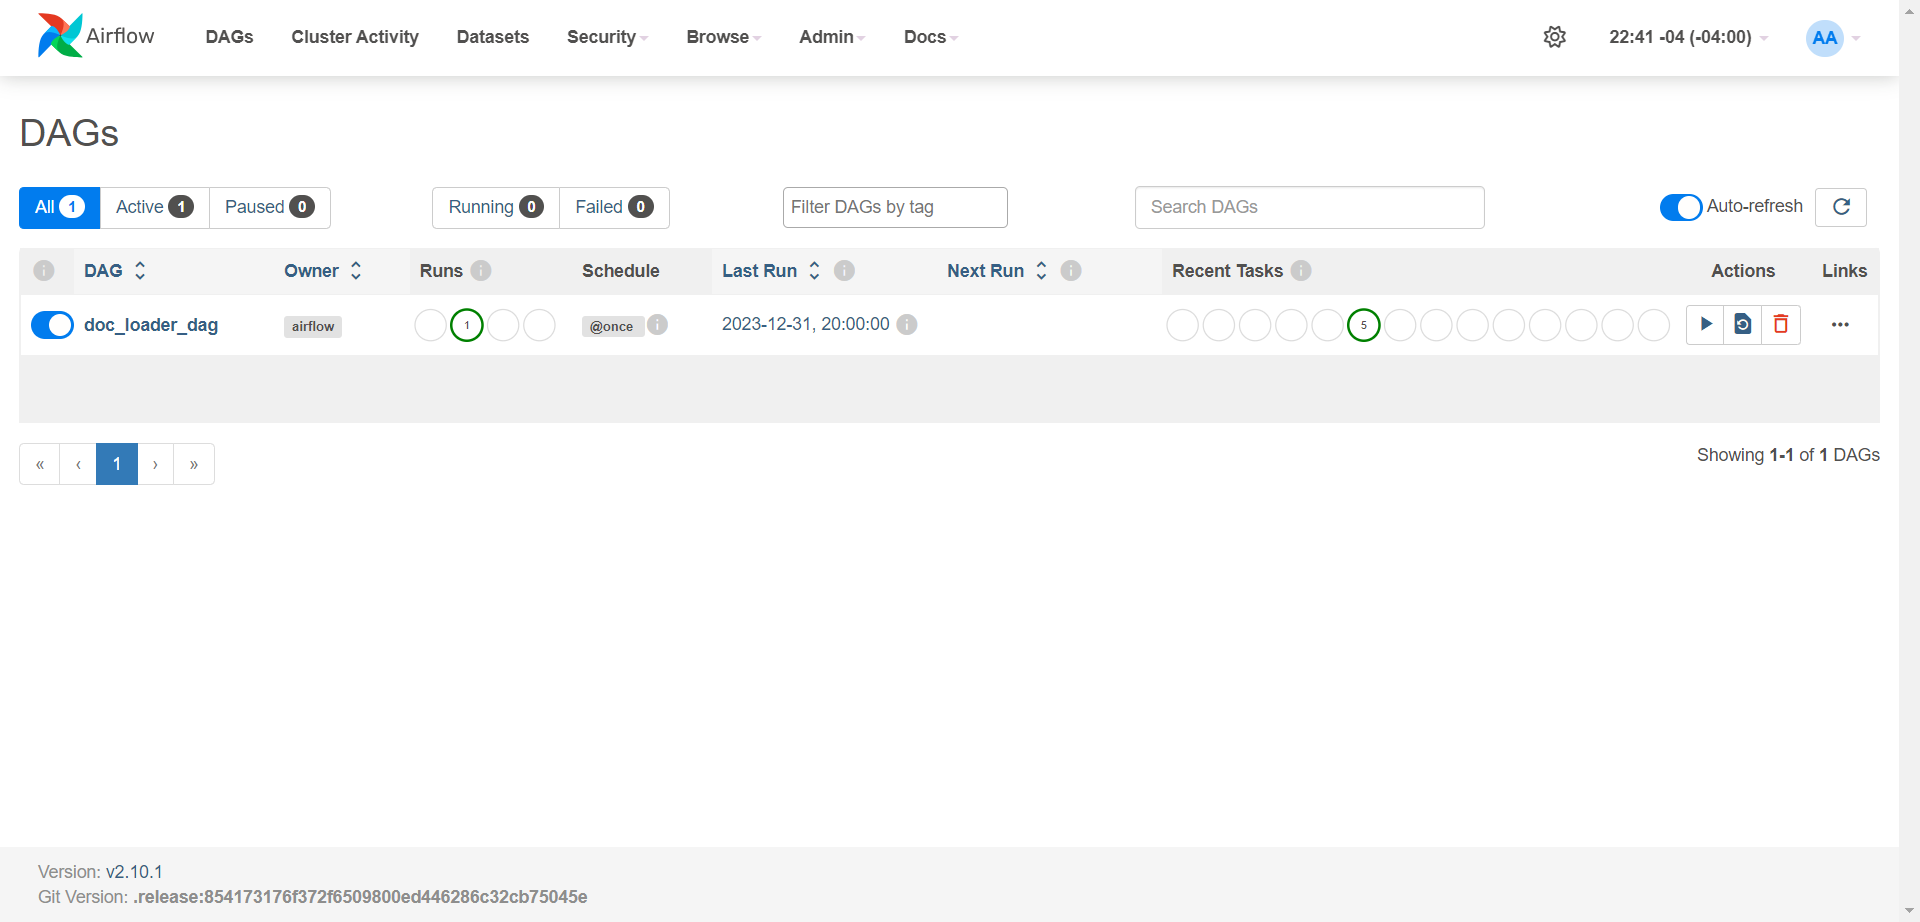 Airflow DAGs Cluster Activity Datasets Security Browse Admin Docs 22:41 -04 (-04:00) AA
DAGs
All 1 Active 1 Paused 0 Running 0 Failed 0 Filter DAGs by tag Search DAGs Auto-refresh
i DAG Owner Runs i Schedule Last Run i Next Run i Recent Tasks i Actions Links
doc_loader_dag airflow 1 @once i 2023-12-31, 20:00:00 i 5
« ‹ 1 › » Showing 1-1 of 1 DAGs
Version: v2.10.1
Git Version: .release:854173176f372f6509800ed446286c32cb75045e